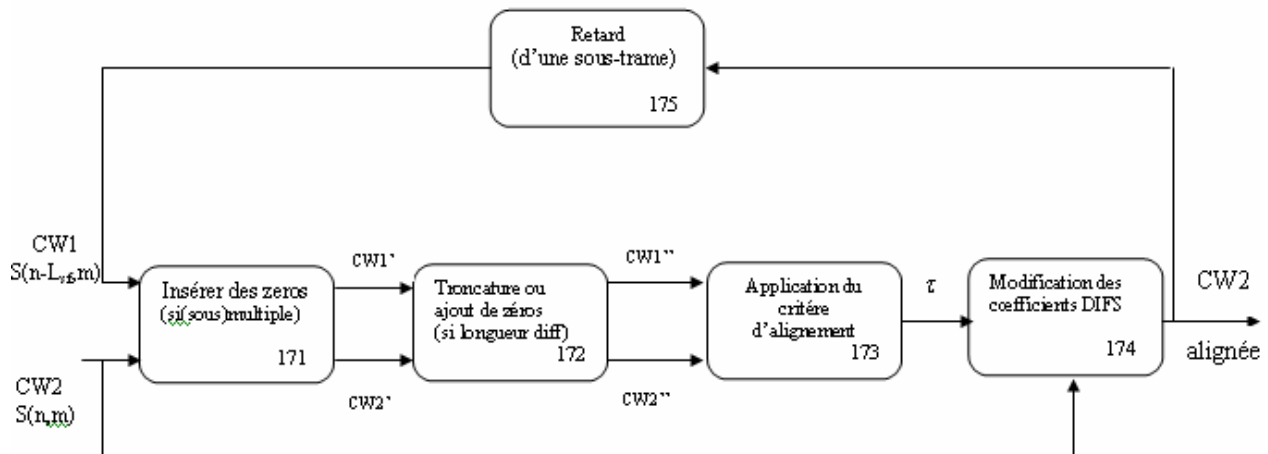 Retard
(d’une sous-trame)
175
CW1
S(n-Lsf,m)
Insérer des zeros
(si(sous)multiple)
171
CW1’
CW2’
Troncature ou
ajout de zéros
(si longueur diff)
172
CW1’’
CW2’’
Application du
critére
d’alignement
173
τ
Modification des
coefficients DIFS
174
CW2
alignée
CW2
S(n,m)